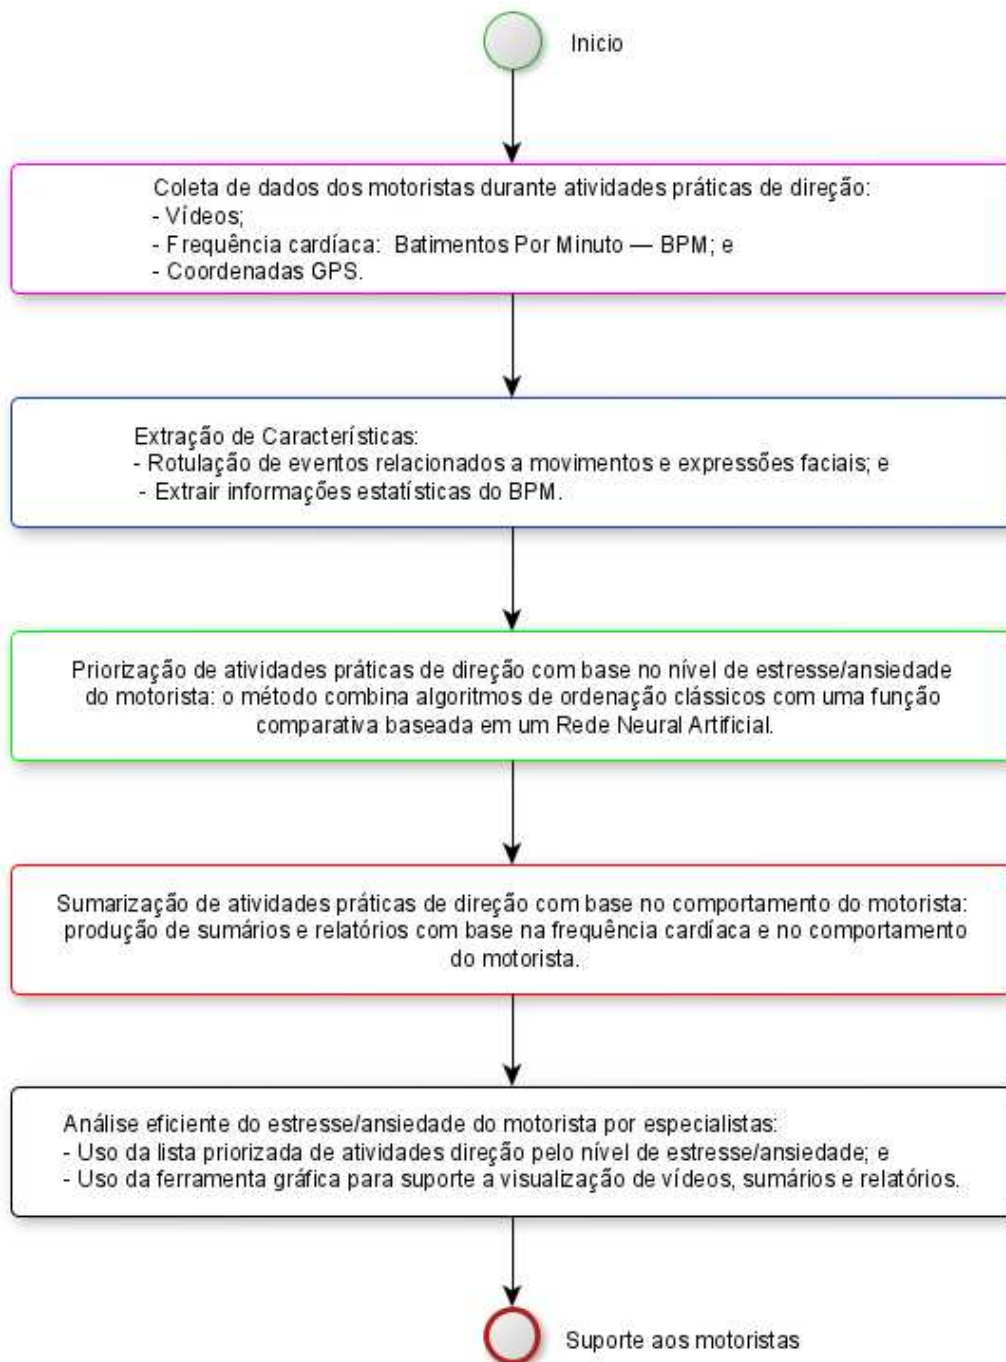 Inicio
Coleta de dados dos motoristas durante atividades práticas de direção:
- Vídeos;
- Frequência cardíaca: Batimentos Por Minuto — BPM; e
- Coordenadas GPS.
Extração de Características:
- Rotulação de eventos relacionados a movimentos e expressões faciais; e
- Extrair informações estatísticas do BPM.
Priorização de atividades práticas de direção com base no nível de estresse/ansiedade
do motorista: o método combina algoritmos de ordenação clássicos com uma função
comparativa baseada em um Rede Neural Artificial.
Sumarização de atividades práticas de direção com base no comportamento do motorista:
produção de sumários e relatórios com base na frequência cardíaca e no comportamento
do motorista.
Análise eficiente do estresse/ansiedade do motorista por especialistas:
- Uso da lista priorizada de atividades direção pelo nível de estresse/ansiedade; e
- Uso da ferramenta gráfica para suporte a visualização de vídeos, sumários e relatórios.
Suporte aos motoristas